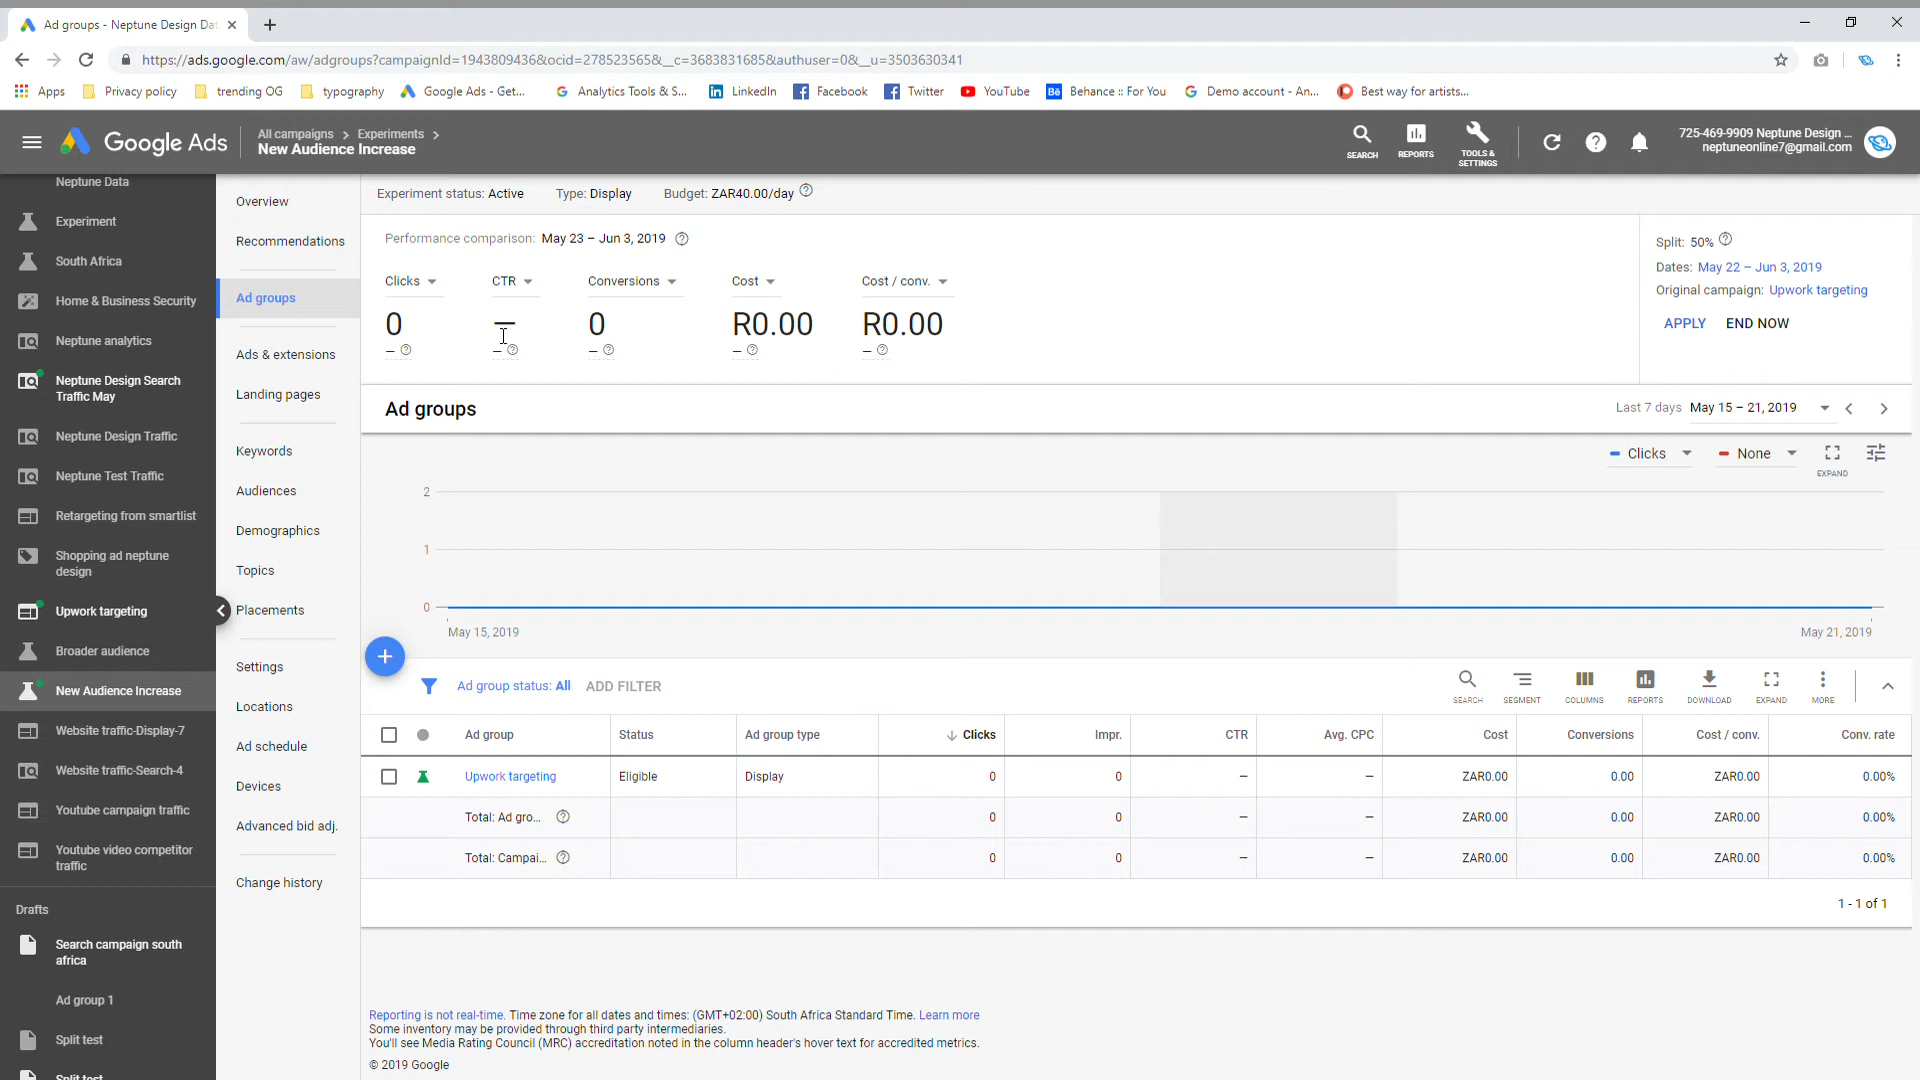 Ad groups - Neptune Design Dat
https://ads.google.com/aw/adgroups?campaignId=1943809436&ocid=278523565&__c=3683831685&authuser=0&__u=3503630341
Apps
Privacy policy
trending OG
typography
Google Ads - Get...
Analytics Tools & S...
LinkedIn
Facebook
Twitter
YouTube
Behance :: For You
Demo account - An...
Best way for artists...
Google Ads
All campaigns > Experiments >
New Audience Increase
SEARCH
REPORTS
TOOLS & SETTINGS
725-469-9909 Neptune Design ...
neptuneonline7@gmail.com
Neptune Data
Experiment
South Africa
Home & Business Security
Neptune analytics
Neptune Design Search
Traffic May
Neptune Design Traffic
Neptune Test Traffic
Retargeting from smartlist
Shopping ad neptune
design
Upwork targeting
Broader audience
New Audience Increase
Website traffic-Display-7
Website traffic-Search-4
Youtube campaign traffic
Youtube video competitor
traffic
Drafts
Search campaign south
africa
Ad group 1
Split test
Split test
Overview
Recommendations
Ad groups
Ads & extensions
Landing pages
Keywords
Audiences
Demographics
Topics
Placements
Settings
Locations
Ad schedule
Devices
Advanced bid adj.
Change history
Experiment status: Active Type: Display Budget: ZAR40.00/day
Performance comparison: May 23 – Jun 3, 2019
Clicks CTR Conversions Cost Cost / conv.
0 — 0 R0.00 R0.00
– – – – –
Split: 50%
Dates: May 22 – Jun 3, 2019
Original campaign: Upwork targeting
APPLY END NOW
Ad groups
Last 7 days May 15 – 21, 2019
Clicks None
EXPAND
2
1
0
May 15, 2019 May 21, 2019
Ad group status: All ADD FILTER
SEARCH SEGMENT COLUMNS REPORTS DOWNLOAD EXPAND MORE
Ad group Status Ad group type Clicks Impr. CTR Avg. CPC Cost Conversions Cost / conv. Conv. rate
Upwork targeting Eligible Display 0 0 – – ZAR0.00 0.00 ZAR0.00 0.00%
Total: Ad gro... 0 0 – – ZAR0.00 0.00 ZAR0.00 0.00%
Total: Campai... 0 0 – – ZAR0.00 0.00 ZAR0.00 0.00%
1 - 1 of 1
Reporting is not real-time. Time zone for all dates and times: (GMT+02:00) South Africa Standard Time. Learn more
Some inventory may be provided through third party intermediaries.
You'll see Media Rating Council (MRC) accreditation noted in the column header's hover text for accredited metrics.
© 2019 Google